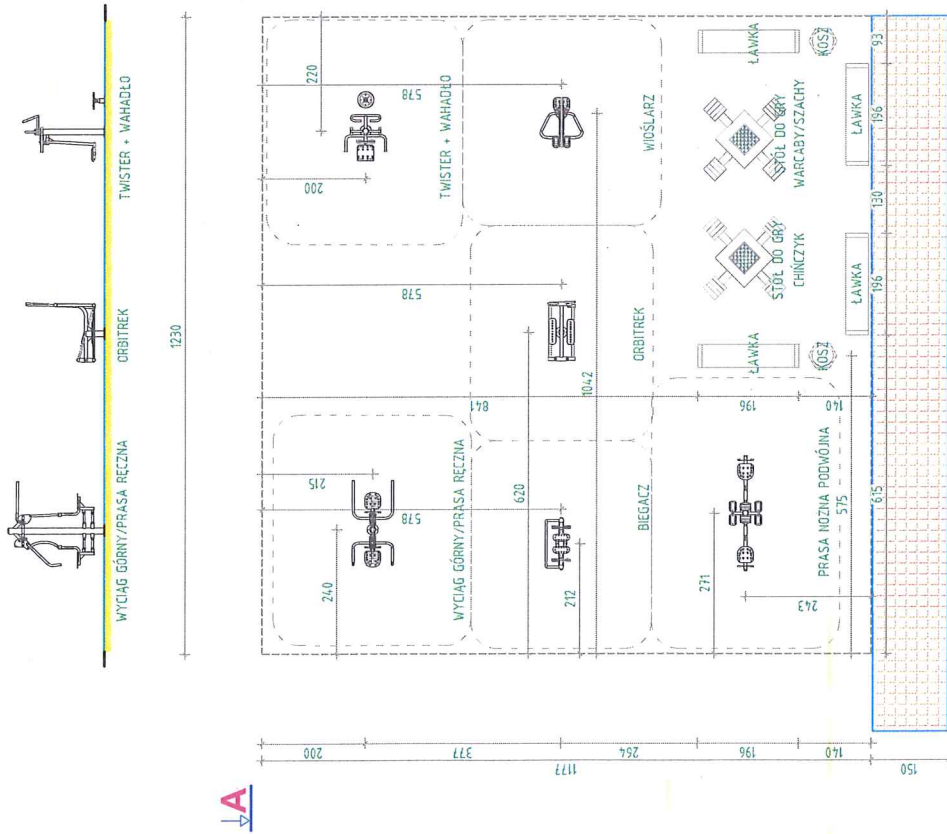 TWISTER + WAHADŁO
ORBITREK
WYCIĄG GÓRNY/PRASA RĘCZNA
1230
A
220
578
200
TWISTER + WAHADŁO
WIOŚLARZ
ŁAWKA
KOSZ
STÓŁ DO GRY
WARCABY/SZACHY
ŁAWKA
93
196
130
196
578
ORBITREK
1042
620
STÓŁ DO GRY
CHIŃCZYK
ŁAWKA
ŁAWKA
KOSZ
841
196
140
215
578
240
WYCIĄG GÓRNY/PRASA RĘCZNA
212
BIEGACZ
271
243
PRASA NOŻNA PODWÓJNA
575
615
200
377
264
196
140
1177
150